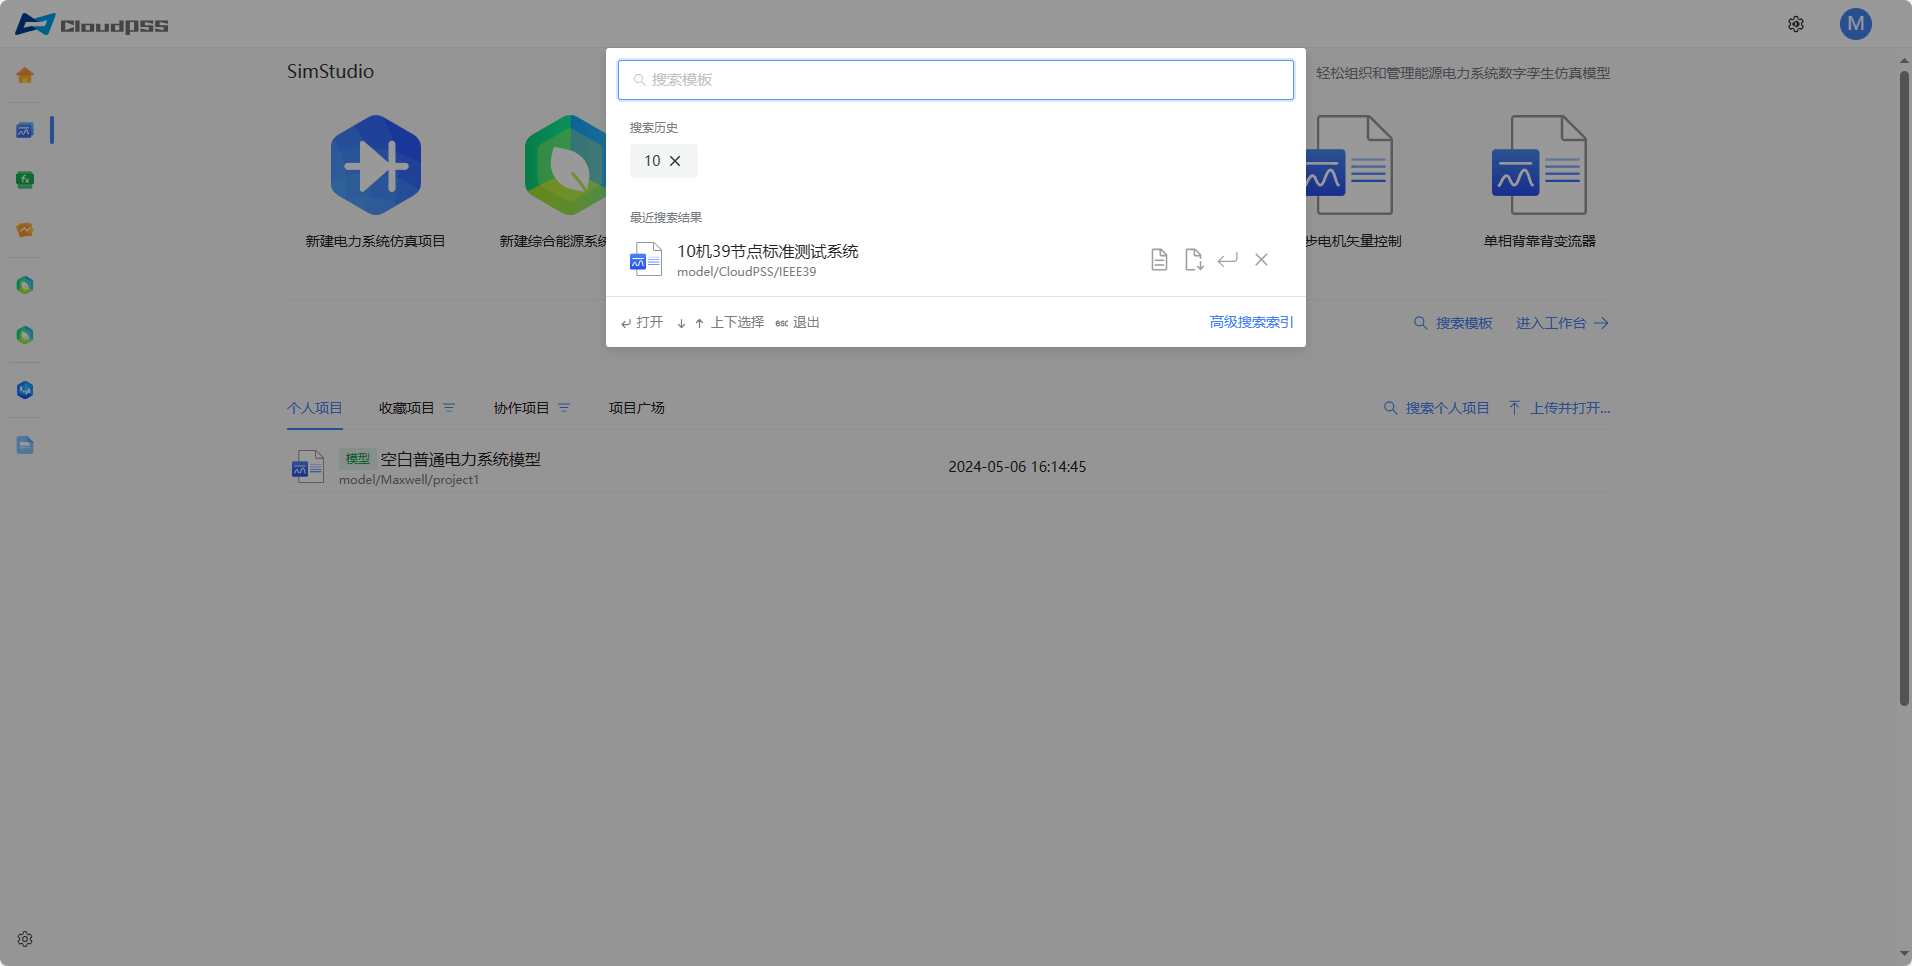 CloudPSS
M
SimStudio
轻松组织和管理能源电力系统数字孪生仿真模型
搜索模板
搜索历史
10
最近搜索结果
10机39节点标准测试系统
model/CloudPSS/IEEE39
打开 上下选择 esc 退出
高级搜索索引
新建电力系统仿真项目
新建综合能源系统
步电机矢量控制
单相背靠背变流器
搜索模板
进入工作台
个人项目
收藏项目
协作项目
项目广场
搜索个人项目
上传并打开...
模型 空白普通电力系统模型
model/Maxwell/project1
2024-05-06 16:14:45